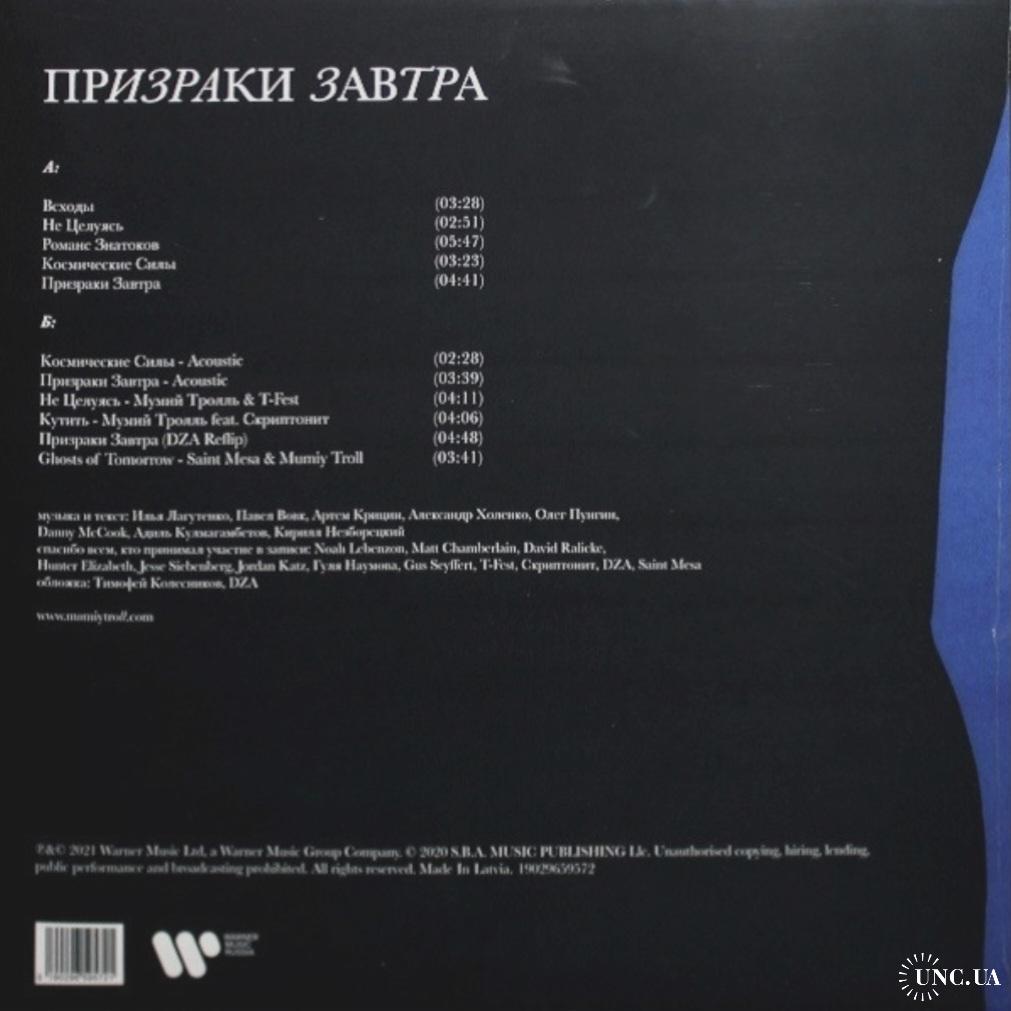 ПРИЗРАКИ ЗАВТРА
А:
Всходы (03:28)
Не Целуясь (02:51)
Романс Знатоков (05:47)
Космические Силы (03:23)
Призраки Завтра (04:41)
Б:
Космические Силы - Acoustic (02:28)
Призраки Завтра - Acoustic (03:39)
Не Целуясь - Мумий Тролль & T-Fest (04:11)
Кутить - Мумий Тролль feat. Скриптонит (04:06)
Призраки Завтра (DZA Reflip) (04:48)
Ghosts of Tomorrow - Saint Mesa & Mumiy Troll (03:41)
музыка и текст: Илья Лагутенко, Павел Вовк, Артем Крицин, Александр Холенко, Олег Пунгин,
Danny McCook, Адиль Кулмагамбетов, Кирилл Незборецкий
спасибо всем, кто принимал участие в записи: Noah Lebenzon, Matt Chamberlain, David Ralicke,
Hunter Elizabeth, Jesse Siebenberg, Jordan Katz, Гуля Наумова, Gus Seyffert, T-Fest, Скриптонит, DZA, Saint Mesa
обложка: Тимофей Колесников, DZA
www.mumiytroll.com
℗&© 2021 Warner Music Ltd, a Warner Music Group Company. © 2020 S.B.A. MUSIC PUBLISHING Llc. Unauthorised copying, hiring, lending,
public performance and broadcasting prohibited. All rights reserved. Made In Latvia. 19029659572
WARNER
MUSIC
RUSSIA
UNC.UA